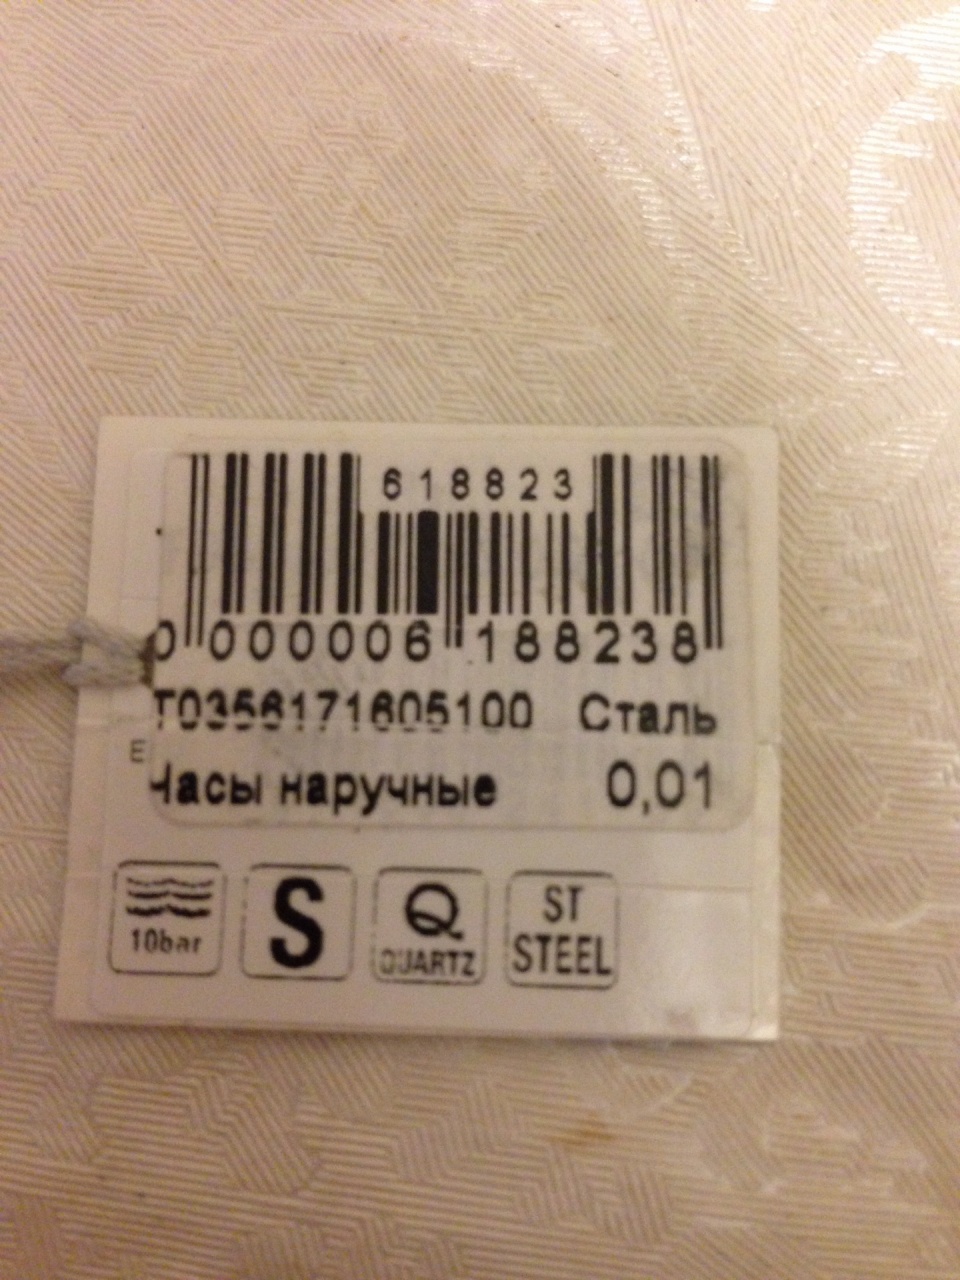 618823
0 000006 188238
T0356171605100 Сталь
E
Часы наручные 0,01
10bar
S
Q
QUARTZ
ST
STEEL